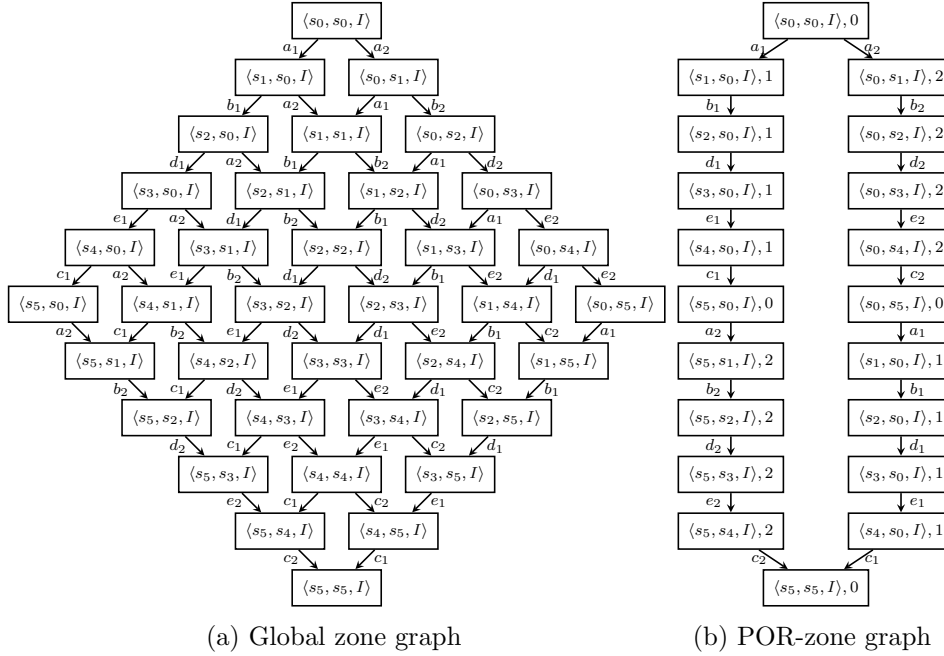 ⟨s₀, s₀, I⟩
a₁ a₂
⟨s₁, s₀, I⟩ ⟨s₀, s₁, I⟩
b₁ a₂ a₁ b₂
⟨s₂, s₀, I⟩ ⟨s₁, s₁, I⟩ ⟨s₀, s₂, I⟩
d₁ a₂ b₁ b₂ a₁ d₂
⟨s₃, s₀, I⟩ ⟨s₂, s₁, I⟩ ⟨s₁, s₂, I⟩ ⟨s₀, s₃, I⟩
e₁ a₂ d₁ b₂ b₁ d₂ a₁ e₂
⟨s₄, s₀, I⟩ ⟨s₃, s₁, I⟩ ⟨s₂, s₂, I⟩ ⟨s₁, s₃, I⟩ ⟨s₀, s₄, I⟩
c₁ a₂ e₁ b₂ d₁ d₂ b₁ e₂ d₁ e₂
⟨s₅, s₀, I⟩ ⟨s₄, s₁, I⟩ ⟨s₃, s₂, I⟩ ⟨s₂, s₃, I⟩ ⟨s₁, s₄, I⟩ ⟨s₀, s₅, I⟩
a₂ c₁ b₂ e₁ d₂ d₁ e₂ b₁ c₂ a₁
⟨s₅, s₁, I⟩ ⟨s₄, s₂, I⟩ ⟨s₃, s₃, I⟩ ⟨s₂, s₄, I⟩ ⟨s₁, s₅, I⟩
b₂ c₁ d₂ e₁ e₂ d₁ c₂ b₁
⟨s₅, s₂, I⟩ ⟨s₄, s₃, I⟩ ⟨s₃, s₄, I⟩ ⟨s₂, s₅, I⟩
d₂ c₁ e₂ e₁ c₂ d₁
⟨s₅, s₃, I⟩ ⟨s₄, s₄, I⟩ ⟨s₃, s₅, I⟩
e₂ c₁ c₂ e₁
⟨s₅, s₄, I⟩ ⟨s₄, s₅, I⟩
c₂ c₁
⟨s₅, s₅, I⟩
(a) Global zone graph
⟨s₀, s₀, I⟩, 0
a₁ a₂
⟨s₁, s₀, I⟩, 1 ⟨s₀, s₁, I⟩, 2
b₁ b₂
⟨s₂, s₀, I⟩, 1 ⟨s₀, s₂, I⟩, 2
d₁ d₂
⟨s₃, s₀, I⟩, 1 ⟨s₀, s₃, I⟩, 2
e₁ e₂
⟨s₄, s₀, I⟩, 1 ⟨s₀, s₄, I⟩, 2
c₁ c₂
⟨s₅, s₀, I⟩, 0 ⟨s₀, s₅, I⟩, 0
a₂ a₁
⟨s₅, s₁, I⟩, 2 ⟨s₁, s₀, I⟩, 1
b₂ b₁
⟨s₅, s₂, I⟩, 2 ⟨s₂, s₀, I⟩, 1
d₂ d₁
⟨s₅, s₃, I⟩, 2 ⟨s₃, s₀, I⟩, 1
e₂ e₁
⟨s₅, s₄, I⟩, 2 ⟨s₄, s₀, I⟩, 1
c₂ c₁
⟨s₅, s₅, I⟩, 0
(b) POR-zone graph